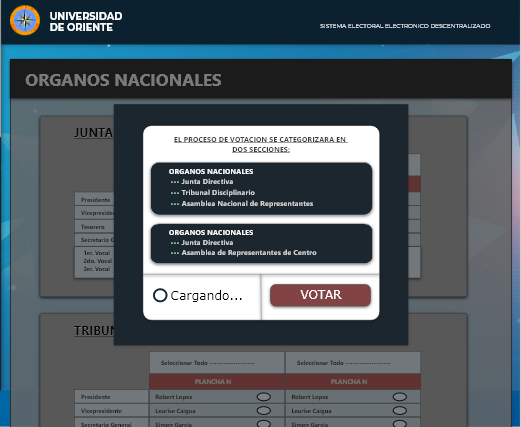 UNIVERSIDAD
DE ORIENTE
SISTEMA ELECTORAL ELECTRONICO DESCENTRALIZADO
ORGANOS NACIONALES
JUNTA
EL PROCESO DE VOTACION SE CATEGORIZARA EN
DOS SECCIONES:
ORGANOS NACIONALES
--- Junta Directiva
--- Tribunal Disciplinario
--- Asamblea Nacional de Representantes
ORGANOS NACIONALES
--- Junta Directiva
--- Asamblea de Representantes de Centro
Cargando...
VOTAR
Presidente
Vicepresiden
Tesorero
Secretario G
1er. Vocal
2do. Vocal
3er. Vocal
TRIBUN
Seleccionar Todo ------------------- Seleccionar Todo -------------------
PLANCHA N PLANCHA N
Presidente Robert Lopez Robert Lopez
Vicepresidente Leurise Caigua Leurise Caigua
Secretario General Simon Garcia Simon Garcia